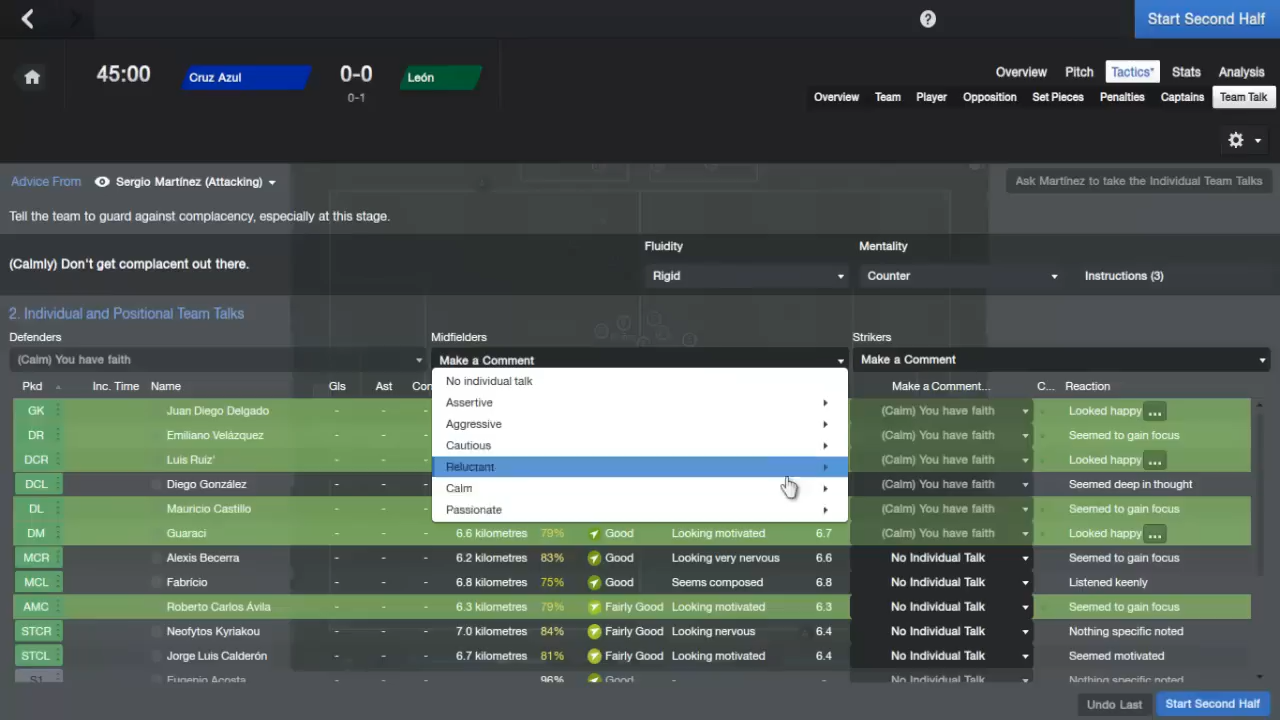 Start Second Half
45:00 Cruz Azul 0-0 León
0-1
Overview Pitch Tactics* Stats Analysis
Overview Team Player Opposition Set Pieces Penalties Captains Team Talk
Advice From Sergio Martínez (Attacking) Ask Martínez to take the Individual Team Talks
Tell the team to guard against complacency, especially at this stage.
Fluidity Mentality
(Calmly) Don't get complacent out there. Rigid Counter Instructions (3)
2. Individual and Positional Team Talks
Defenders Midfielders Strikers
(Calm) You have faith Make a Comment Make a Comment
Pkd Inc. Time Name Gls Ast Con Make a Comment... C... Reaction
No individual talk
Assertive
Aggressive
Cautious
Reluctant
Calm
Passionate
GK Juan Diego Delgado - - - (Calm) You have faith Looked happy ...
DR Emiliano Velázquez - - - (Calm) You have faith Seemed to gain focus
DCR Luis Ruiz' - - - (Calm) You have faith Looked happy ...
DCL Diego González - - - (Calm) You have faith Seemed deep in thought
DL Mauricio Castillo - - - (Calm) You have faith Seemed to gain focus
DM Guaraci - - - 6.6 kilometres 79% Good Looking motivated 6.7 (Calm) You have faith Looked happy ...
MCR Alexis Becerra - - - 6.2 kilometres 83% Good Looking very nervous 6.6 No Individual Talk Seemed to gain focus
MCL Fabrício - - - 6.8 kilometres 75% Good Seems composed 6.8 No Individual Talk Listened keenly
AMC Roberto Carlos Ávila - - - 6.3 kilometres 79% Fairly Good Looking motivated 6.3 No Individual Talk Seemed to gain focus
STCR Neofytos Kyriakou - - - 7.0 kilometres 84% Fairly Good Looking nervous 6.4 No Individual Talk Nothing specific noted
STCL Jorge Luis Calderón - - - 6.7 kilometres 81% Fairly Good Looking motivated 6.4 No Individual Talk Seemed motivated
S1 Eugenio Acosta - - - 96% Good - - No Individual Talk Nothing specific noted
Undo Last Start Second Half